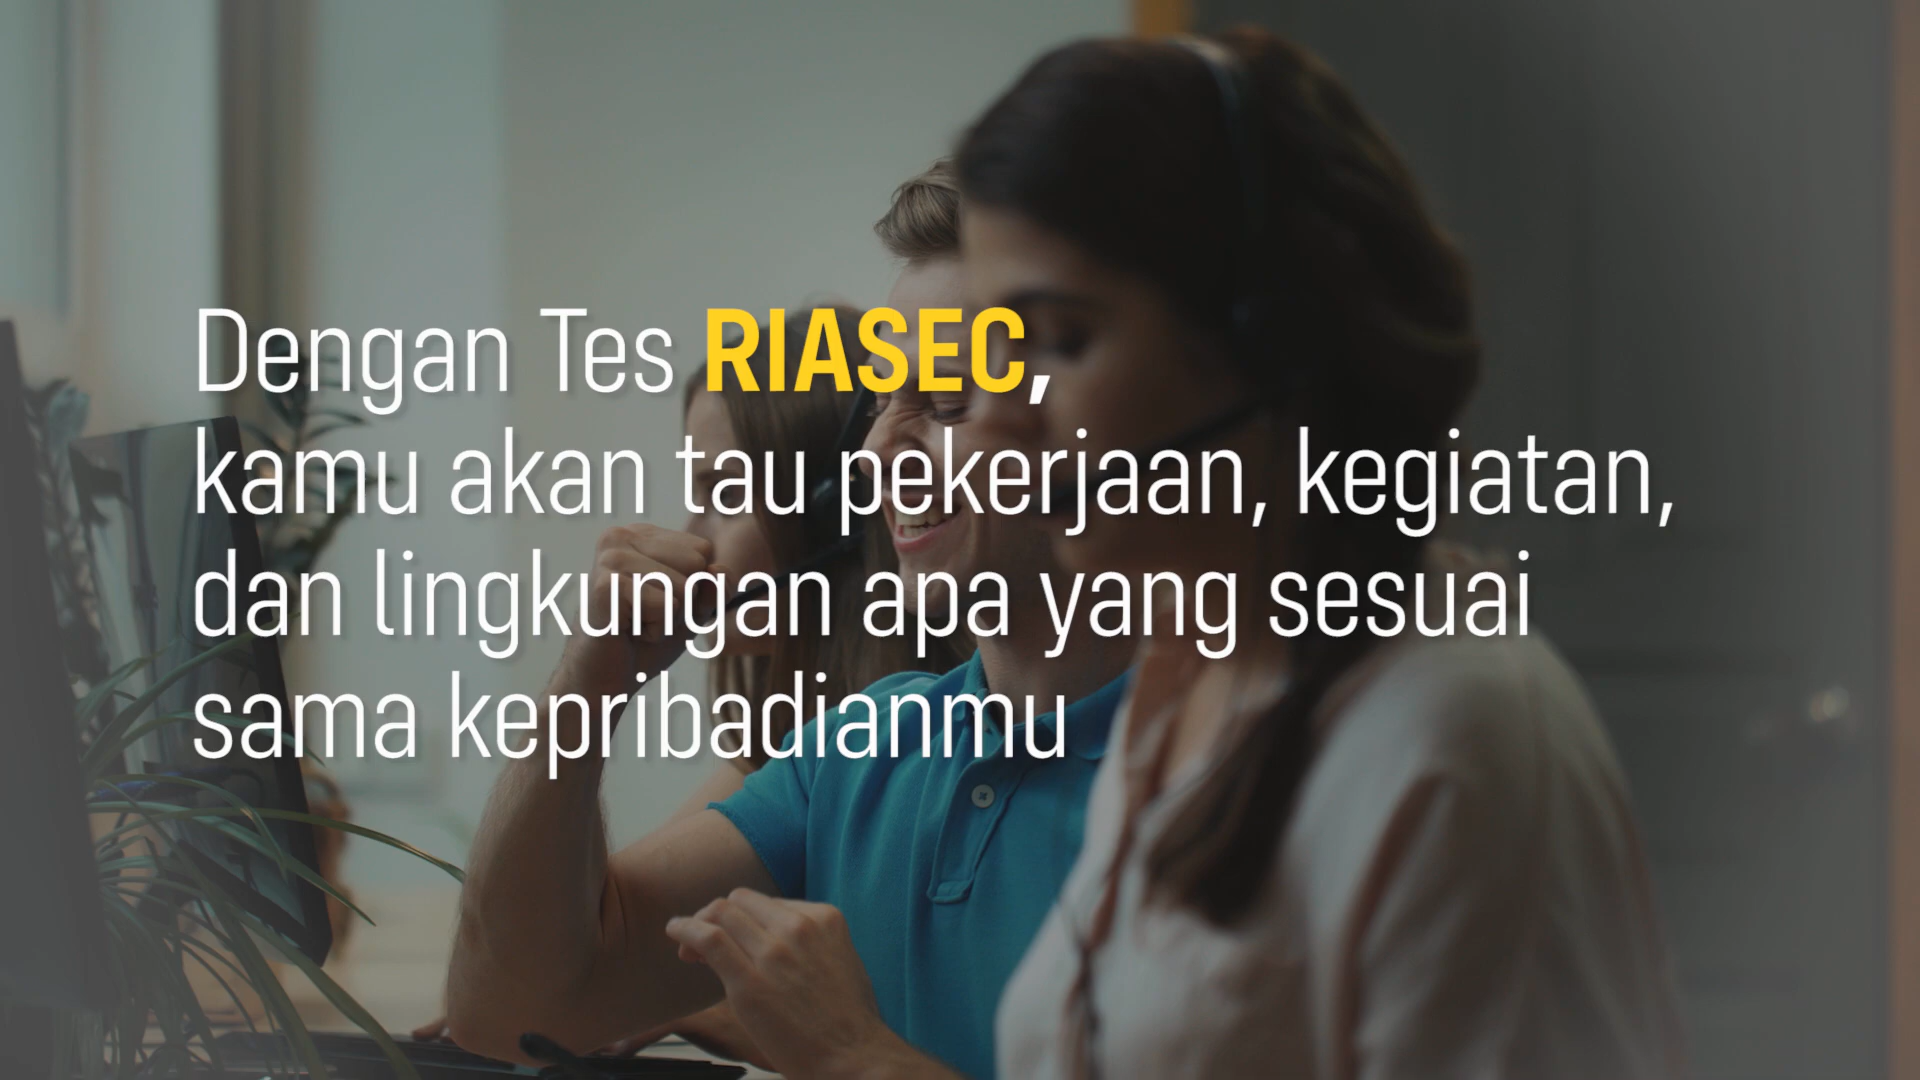 Dengan Tes RIASEC,
kamu akan tau pekerjaan, kegiatan,
dan lingkungan apa yang sesuai
sama kepribadianmu